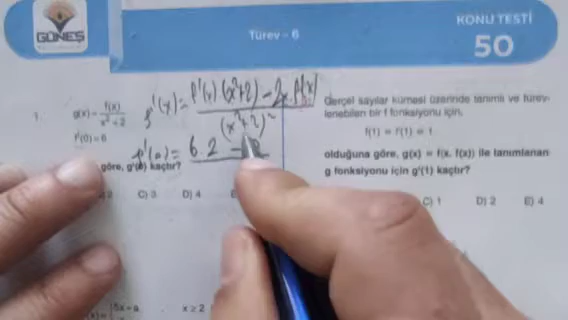 GÜNEŞ
Türev - 6
KONU TESTİ
50
1.
g(x) = f(x) / x² + 2
f'(0) = 6
göre, g'(0) kaçtır?
C) 3 D) 4
g'(x) = f'(x) (x²+2) - 2x. f(x)
(x²+2)²
g'(0) = 6 2 -
Gerçel sayılar kümesi üzerinde tanımlı ve türev-
lenebilen bir f fonksiyonu için,
f(1) = f'(1) = 1
olduğuna göre, g(x) = f(x. f(x)) ile tanımlanan
g fonksiyonu için g'(1) kaçtır?
C) 1 D) 2 E) 4
x ≥ 2